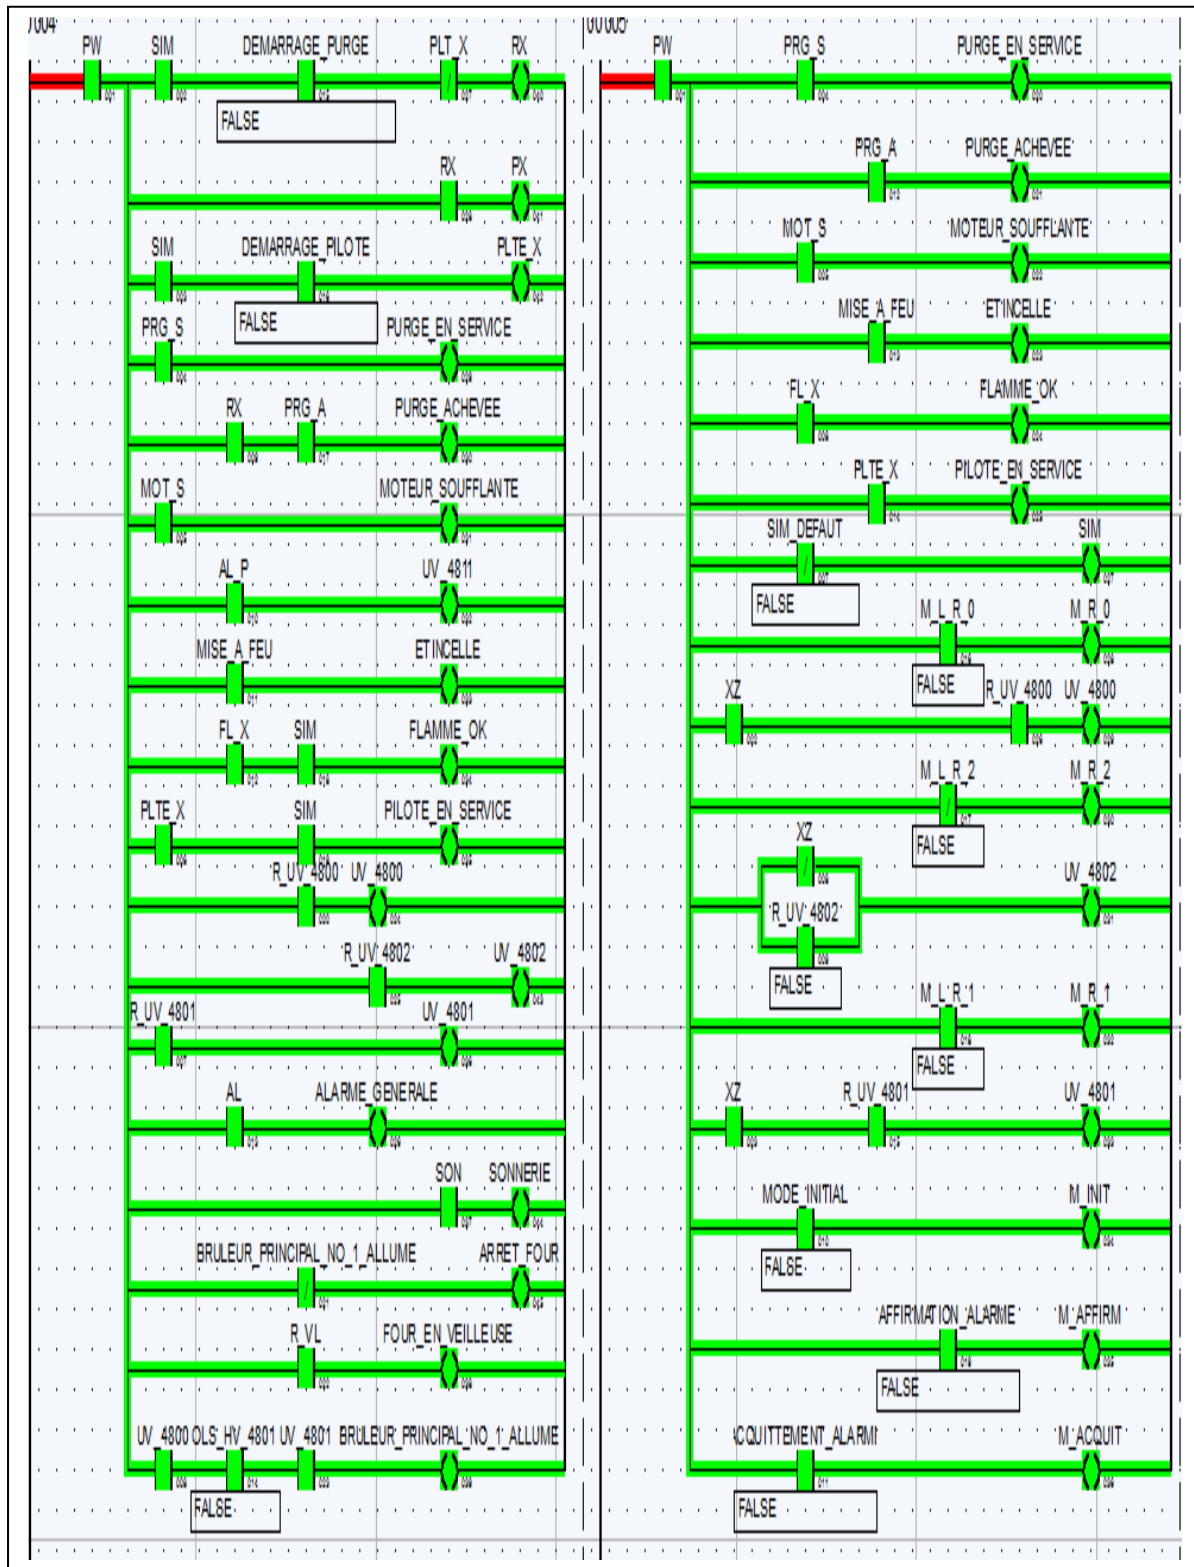 PW SIM DEMARRAGE_PURGE PLT_X RX
FALSE
RX PX
SIM DEMARRAGE_PILOTE PLTE_X
FALSE
PRG_S PURGE_EN_SERVICE
RX PRG_A PURGE_ACHEVEE
MOT_S MOTEUR_SOUFFLANTE
AL_P UV_4811
MISE_A_FEU ETINCELLE
FL_X SIM FLAMME_OK
PLTE_X SIM PILOTE_EN_SERVICE
R_UV_4800 UV_4800
R_UV_4802 UV_4802
R_UV_4801 UV_4801
AL ALARME_GENERALE
SON SONNERIE
BRULEUR_PRINCIPAL_NO_1_ALLUME ARRET_FOUR
R_VL FOUR_EN_VEILLEUSE
UV_4800 OLS_HV_4801 UV_4801 BRULEUR_PRINCIPAL_NO_1_ALLUME
FALSE
PW PRG_S PURGE_EN_SERVICE
PRG_A PURGE_ACHEVEE
MOT_S MOTEUR_SOUFFLANTE
MISE_A_FEU ETINCELLE
FL_X FLAMME_OK
PLTE_X PILOTE_EN_SERVICE
SIM_DEFAUT SIM
FALSE
M_L_R_0 M_R_0
FALSE
XZ R_UV_4800 UV_4800
M_L_R_2 M_R_2
FALSE
XZ UV_4802
R_UV_4802
FALSE
M_L_R_1 M_R_1
FALSE
XZ R_UV_4801 UV_4801
MODE_INITIAL M_INIT
FALSE
AFFIRMATION_ALARME M_AFFIRM
FALSE
CQUITTEMENT_ALARM M_ACQUIT
FALSE